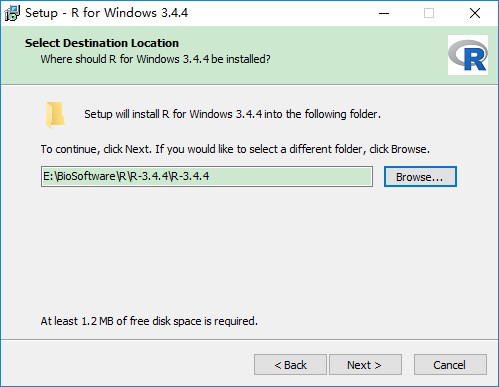 Setup - R for Windows 3.4.4
Select Destination Location
Where should R for Windows 3.4.4 be installed?
R
Setup will install R for Windows 3.4.4 into the following folder.
To continue, click Next. If you would like to select a different folder, click Browse.
E:\BioSoftware\R\R-3.4.4\R-3.4.4
Browse...
At least 1.2 MB of free disk space is required.
< Back
Next >
Cancel